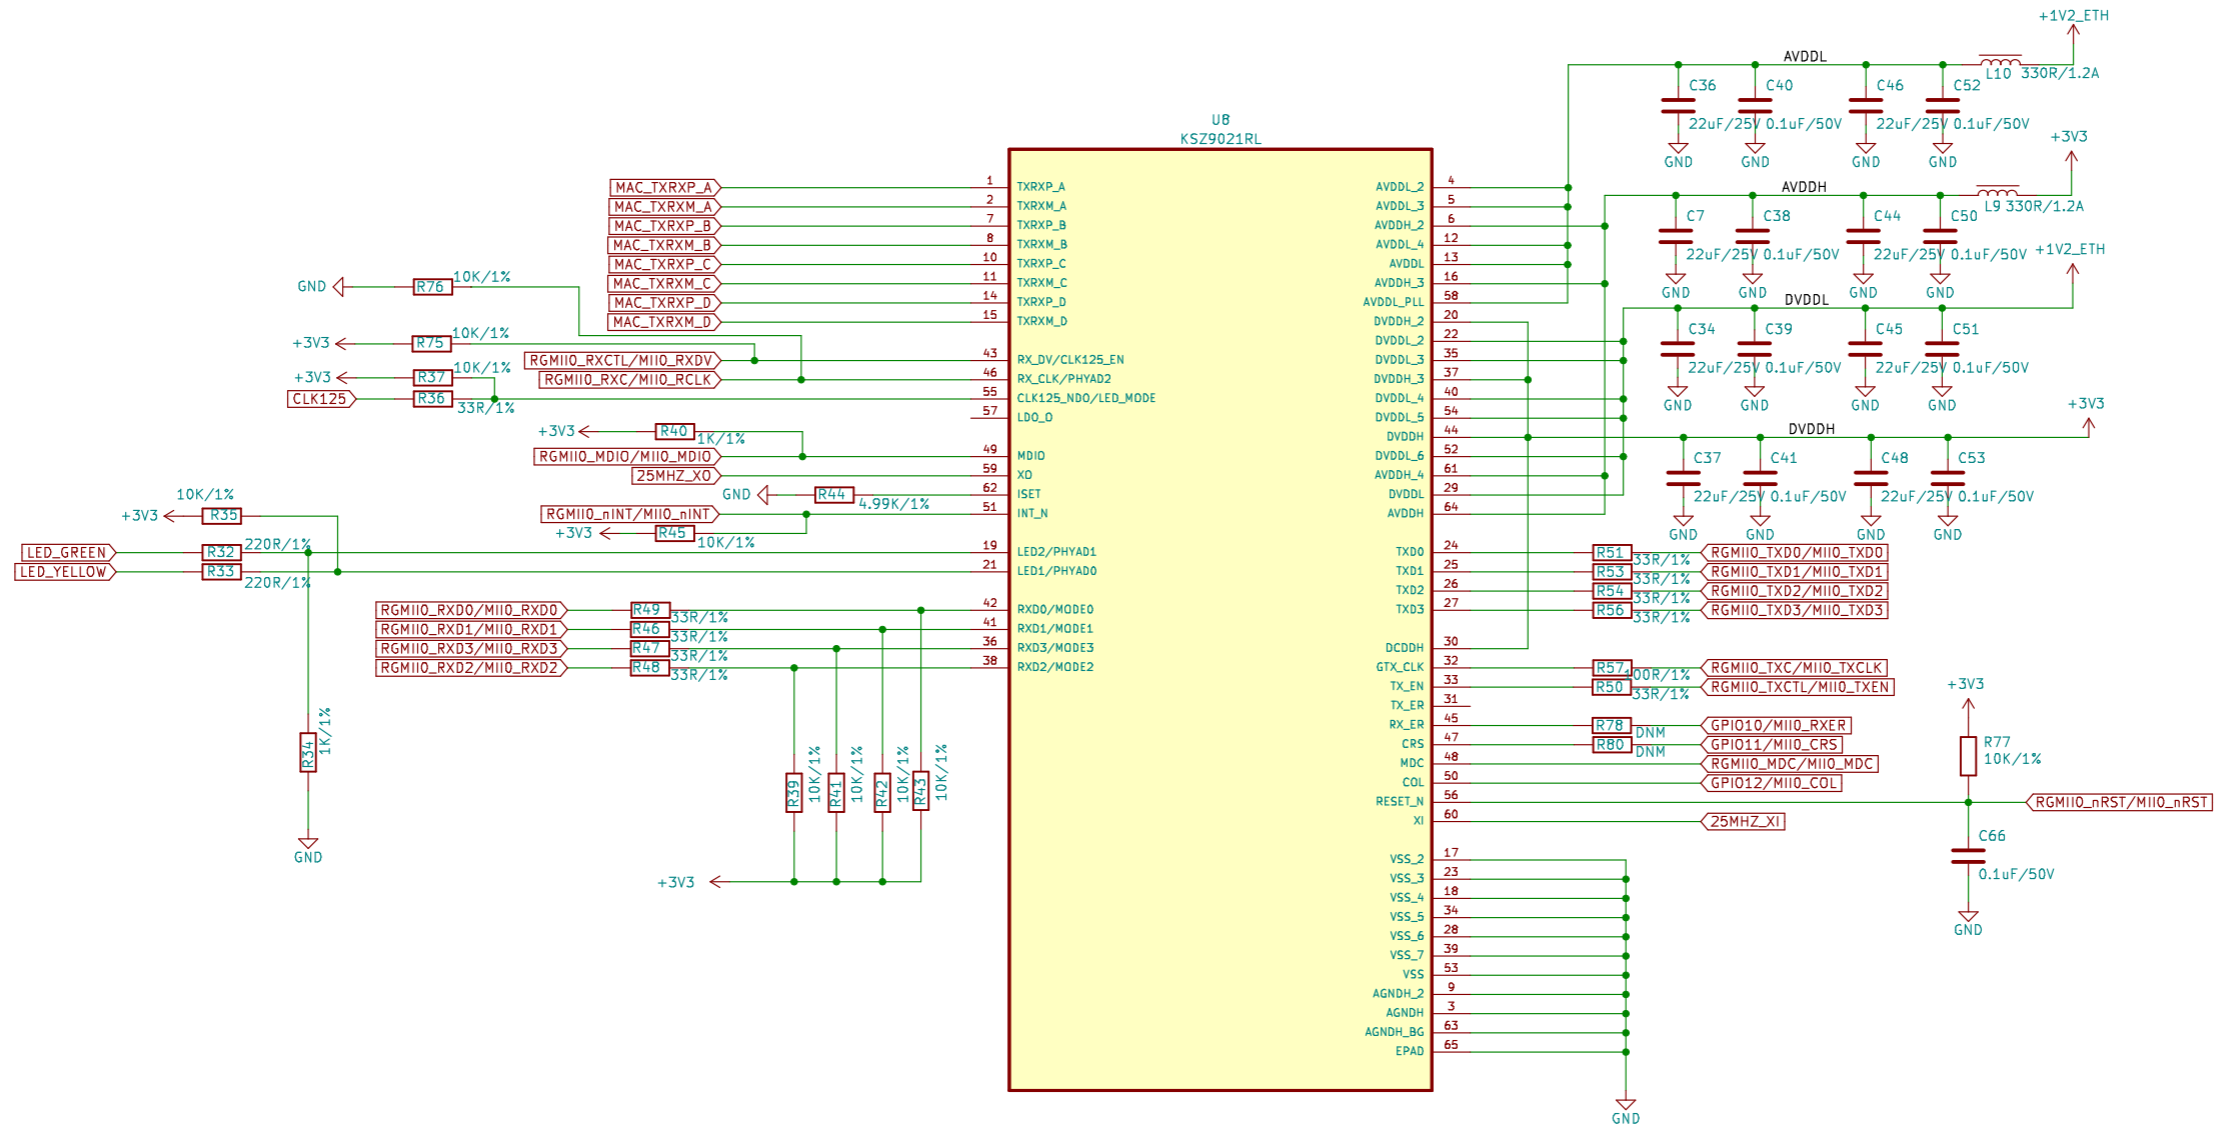 +1V2_ETH
AVDDL
L10 330R/1.2A
C36 C40 C46 C52
22uF/25V 0.1uF/50V 22uF/25V 0.1uF/50V
GND GND GND GND
+3V3
AVDDH
L9 330R/1.2A
C7 C38 C44 C50
22uF/25V 0.1uF/50V 22uF/25V 0.1uF/50V
GND GND GND GND
+1V2_ETH
DVDDL
C34 C39 C45 C51
22uF/25V 0.1uF/50V 22uF/25V 0.1uF/50V
GND GND GND GND
+3V3
DVDDH
C37 C41 C48 C53
22uF/25V 0.1uF/50V 22uF/25V 0.1uF/50V
GND GND GND GND
U8
KSZ9021RL
MAC_TXRXP_A 1 TXRXP_A
MAC_TXRXM_A 2 TXRXM_A
MAC_TXRXP_B 7 TXRXP_B
MAC_TXRXM_B 8 TXRXM_B
MAC_TXRXP_C 10 TXRXP_C
MAC_TXRXM_C 11 TXRXM_C
MAC_TXRXP_D 14 TXRXP_D
MAC_TXRXM_D 15 TXRXM_D
GND R76 10K/1%
+3V3 R75 10K/1%
RGMII0_RXCTL/MII0_RXDV 43 RX_DV/CLK125_EN
+3V3 R37 10K/1%
RGMII0_RXC/MII0_RCLK 46 RX_CLK/PHYAD2
CLK125 R36 33R/1% 55 CLK125_NDO/LED_MODE
57 LDO_O
+3V3 R40 1K/1%
RGMII0_MDIO/MII0_MDIO 49 MDIO
25MHZ_XO 59 XO
GND R44 4.99K/1% 62 ISET
RGMII0_nINT/MII0_nINT 51 INT_N
+3V3 R45 10K/1%
10K/1%
+3V3 R35
LED_GREEN R32 220R/1% 19 LED2/PHYAD1
LED_YELLOW R33 220R/1% 21 LED1/PHYAD0
RGMII0_RXD0/MII0_RXD0 R49 33R/1% 42 RXD0/MODE0
RGMII0_RXD1/MII0_RXD1 R46 33R/1% 41 RXD1/MODE1
RGMII0_RXD3/MII0_RXD3 R47 33R/1% 36 RXD3/MODE3
RGMII0_RXD2/MII0_RXD2 R48 33R/1% 38 RXD2/MODE2
R34 1K/1%
GND
R39 10K/1% R41 10K/1% R42 10K/1% R43 10K/1%
+3V3
AVDDL_2 4
AVDDL_3 5
AVDDH_2 6
AVDDL_4 12
AVDDL 13
AVDDH_3 16
AVDDL_PLL 58
DVDDH_2 20
DVDDL_2 22
DVDDL_3 35
DVDDH_3 37
DVDDL_4 40
DVDDL_5 54
DVDDH 44
DVDDL_6 52
AVDDH_4 61
DVDDL 29
AVDDH 64
TXD0 24 R51 33R/1% RGMII0_TXD0/MII0_TXD0
TXD1 25 R53 33R/1% RGMII0_TXD1/MII0_TXD1
TXD2 26 R54 33R/1% RGMII0_TXD2/MII0_TXD2
TXD3 27 R56 33R/1% RGMII0_TXD3/MII0_TXD3
DCDDH 30
GTX_CLK 32 R57 100R/1% RGMII0_TXC/MII0_TXCLK
TX_EN 33 R50 33R/1% RGMII0_TXCTL/MII0_TXEN
TX_ER 31
RX_ER 45 R78 DNM GPIO10/MII0_RXER
CRS 47 R80 DNM GPIO11/MII0_CRS
MDC 48 RGMII0_MDC/MII0_MDC
COL 50 GPIO12/MII0_COL
RESET_N 56 RGMII0_nRST/MII0_nRST
XI 60 25MHZ_XI
+3V3
R77
10K/1%
C66
0.1uF/50V
GND
VSS_2 17
VSS_3 23
VSS_4 18
VSS_5 34
VSS_6 28
VSS_7 39
VSS 53
AGNDH_2 9
AGNDH 3
AGNDH_BG 63
EPAD 65
GND